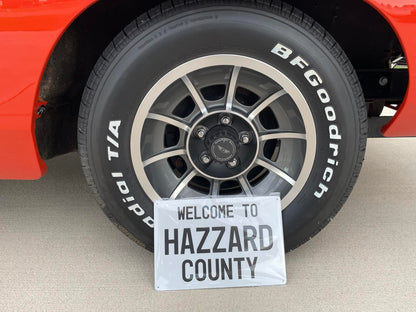 BFGoodrich
Radial T/A
WELCOME TO
HAZZARD
COUNTY